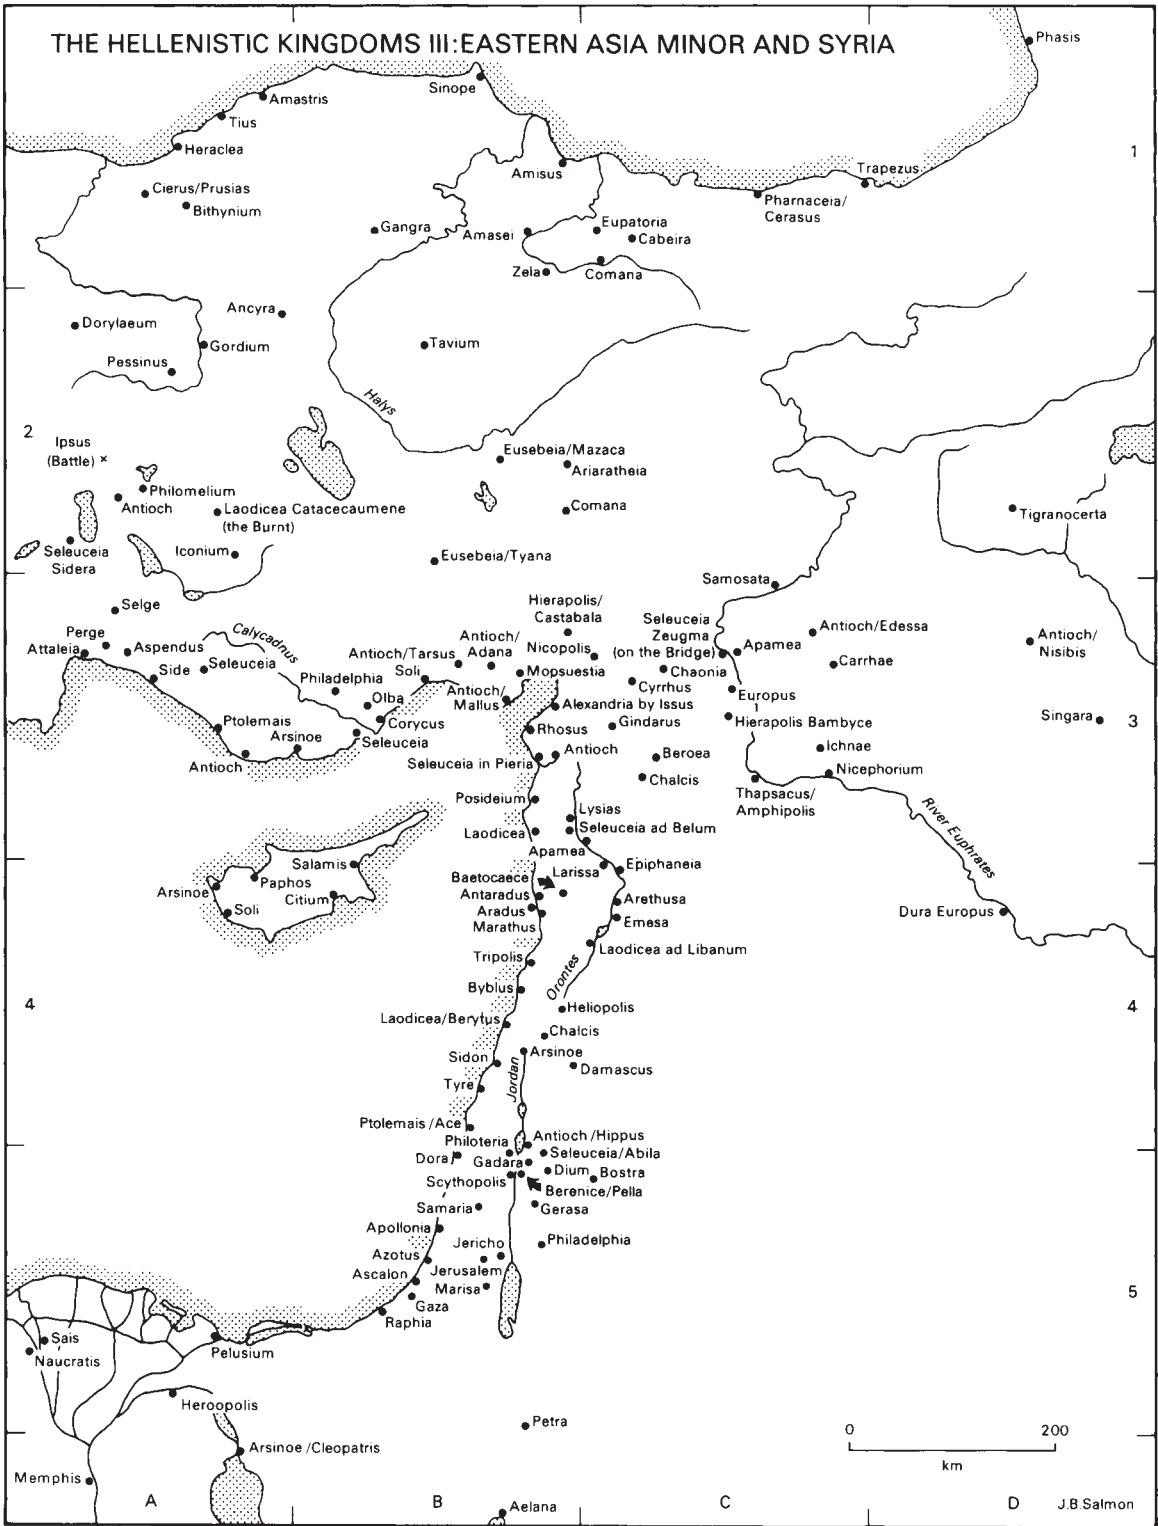 THE HELLENISTIC KINGDOMS III:EASTERN ASIA MINOR AND SYRIA
Phasis
Sinope
Amastris
Tius
Heraclea
1
Amisus
Trapezus
Cierus/Prusias
Bithynium
Pharnaceia/
Cerasus
Gangra
Amasei
Eupatoria
Cabeira
Zela
Comana
Ancyra
Dorylaeum
Gordium
Tavium
Pessinus
Halys
2
Ipsus
(Battle)
Eusebeia/Mazaca
Ariaratheia
Philomelium
Antioch
Laodicea Catacecaumene
(the Burnt)
Comana
Tigranocerta
Seleuceia
Sidera
Iconium
Eusebeia/Tyana
Samosata
Selge
Hierapolis/
Castabala
Seleuceia
Zeugma
(on the Bridge)
Apamea
Antioch/Edessa
Perge
Attaleia
Aspendus
Calycadnus
Antioch/Tarsus
Antioch/
Adana
Nicopolis
Antioch/
Nisibis
Side
Seleuceia
Soli
Mopsuestia
Chaonia
Carrhae
Philadelphia
Antioch/
Mallus
Cyrrhus
Europus
Olba
Alexandria by Issus
Ptolemais
Corycus
Gindarus
Hierapolis Bambyce
Singara
3
Arsinoe
Seleuceia
Rhosus
Antioch
Ichnae
Antioch
Seleuceia in Pieria
Beroea
Nicephorium
Chalcis
Thapsacus/
Amphipolis
Posideium
Lysias
River Euphrates
Laodicea
Seleuceia ad Belum
Apamea
Salamis
Larissa
Epiphaneia
Baetocaece
Arsinoe
Paphos
Citium
Antaradus
Arethusa
Soli
Aradus
Marathus
Emesa
Dura Europus
Laodicea ad Libanum
Tripolis
Orontes
Byblus
4
Heliopolis
4
Laodicea/Berytus
Chalcis
Sidon
Arsinoe
Jordan
Damascus
Tyre
Ptolemais/Ace
Philoteria
Antioch/Hippus
Dora
Gadara
Seleuceia/Abila
Dium
Bostra
Scythopolis
Berenice/Pella
Samaria
Gerasa
Apollonia
Jericho
Philadelphia
Azotus
Jerusalem
Ascalon
Marisa
5
Gaza
Raphia
Sais
Naucratis
Pelusium
Heroopolis
Petra
0 200
km
Arsinoe/Cleopatris
Memphis
A B C D
Aelana
J.B.Salmon